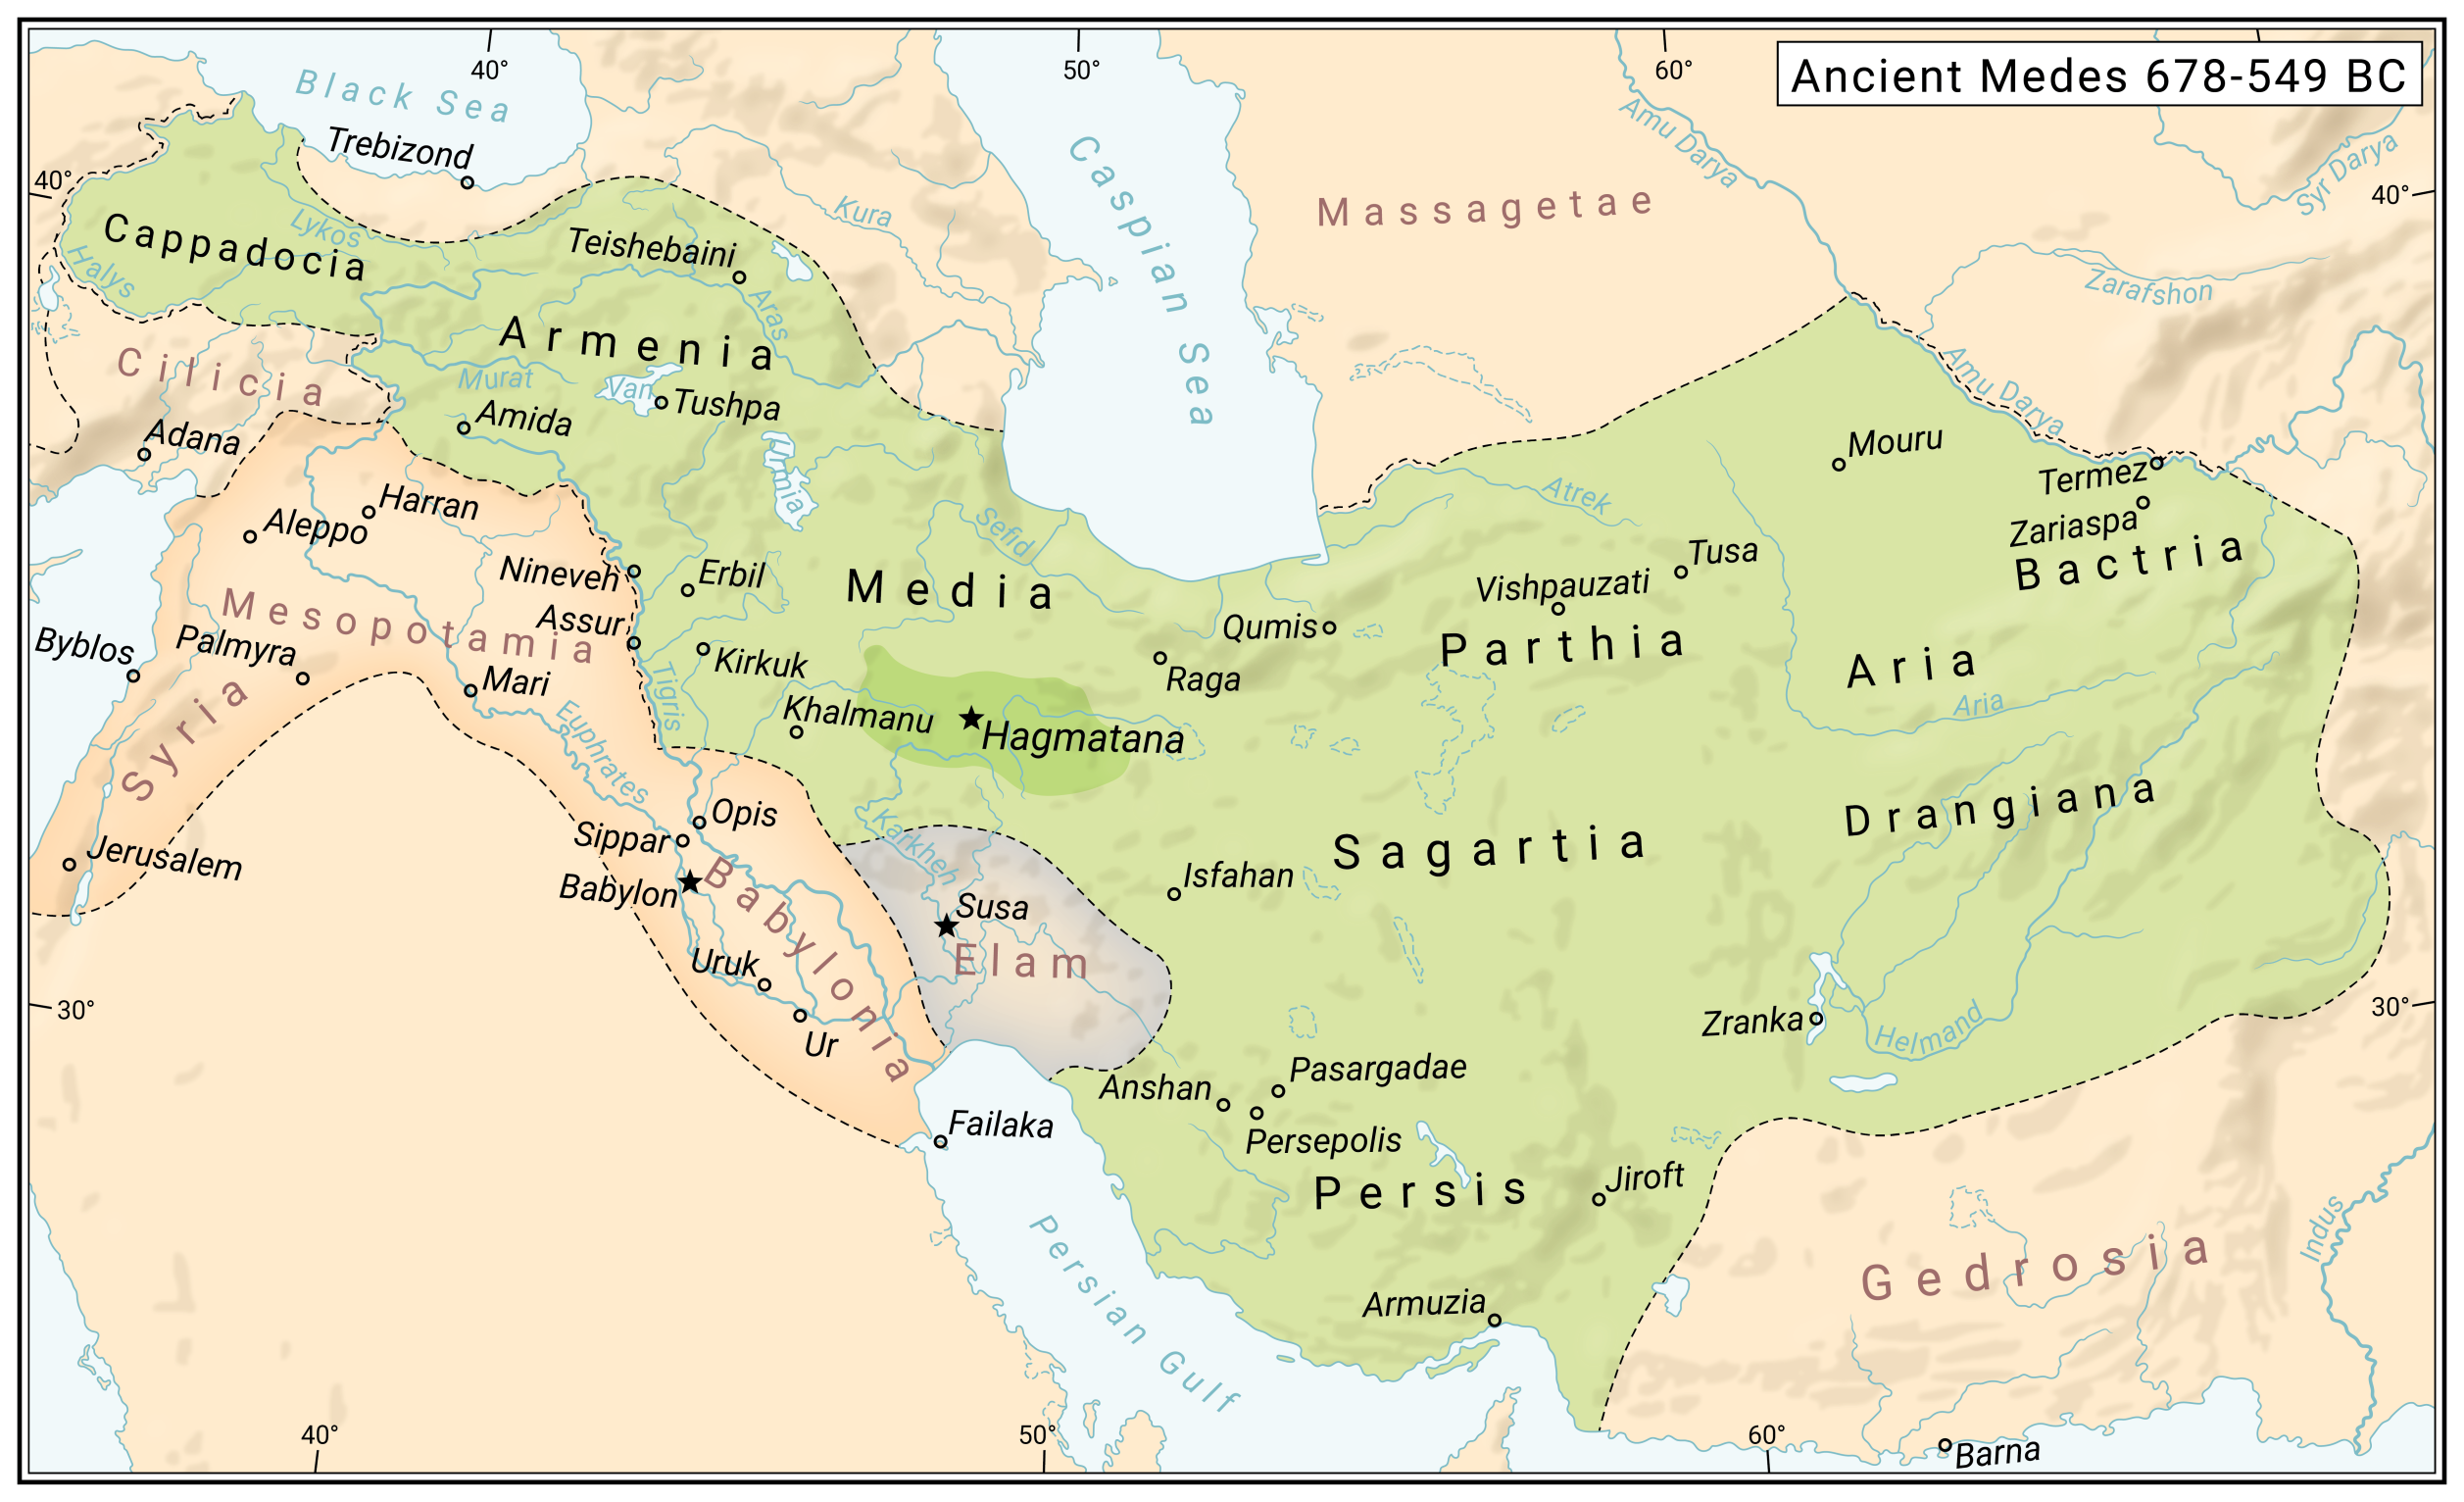 40°
50°
60°
Ancient Medes 678-549 BC
Black Sea
Trebizond
Caspian Sea
Amu Darya
Syr Darya
40°
40°
Massagetae
Kura
Lykos
Cappadocia
Halys
Teishebaini
Aras
Zarafshon
Armenia
Cilicia
Murat
Van
Tushpa
Amu Darya
Amida
Adana
Urmia
Mouru
Termez
Harran
Aleppo
Sefid
Atrek
Zariaspa
Bactria
Nineveh
Erbil
Media
Tusa
Vishpauzati
Mesopotamia
Assur
Qumis
Parthia
Byblos
Palmyra
Kirkuk
Raga
Aria
Mari
Tigris
Aria
Syria
Euphrates
Khalmanu
Hagmatana
Opis
Sippar
Karkheh
Drangiana
Sagartia
Jerusalem
Babylon
Babylonia
Isfahan
Susa
Elam
Uruk
30°
30°
Ur
Zranka
Helmand
Anshan
Pasargadae
Failaka
Persepolis
Persis
Jiroft
Persian Gulf
Indus
Gedrosia
Armuzia
40°
50°
60°
Barna